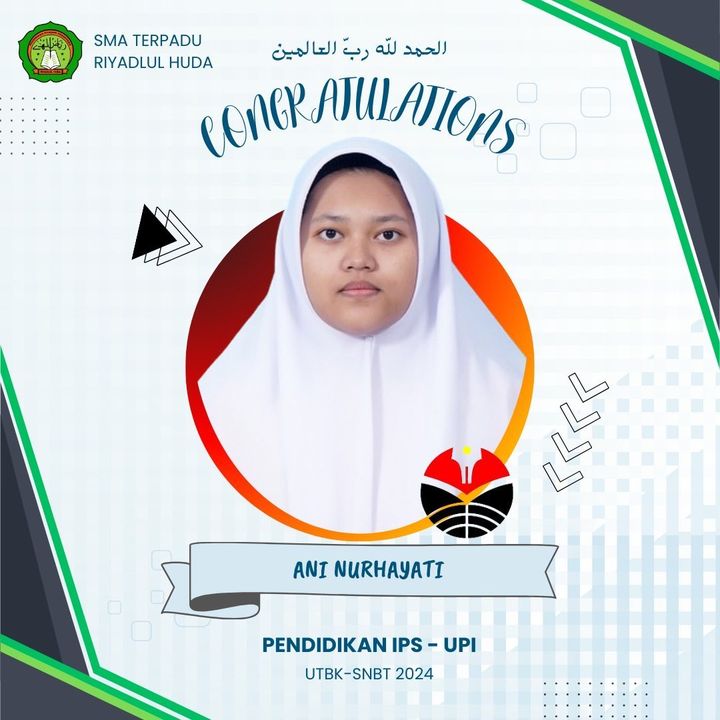 SMA TERPADU
RIYADLUL HUDA
الحمد لله ربّ العالمين
CONGRATULATIONS
ANI NURHAYATI
PENDIDIKAN IPS - UPI
UTBK-SNBT 2024